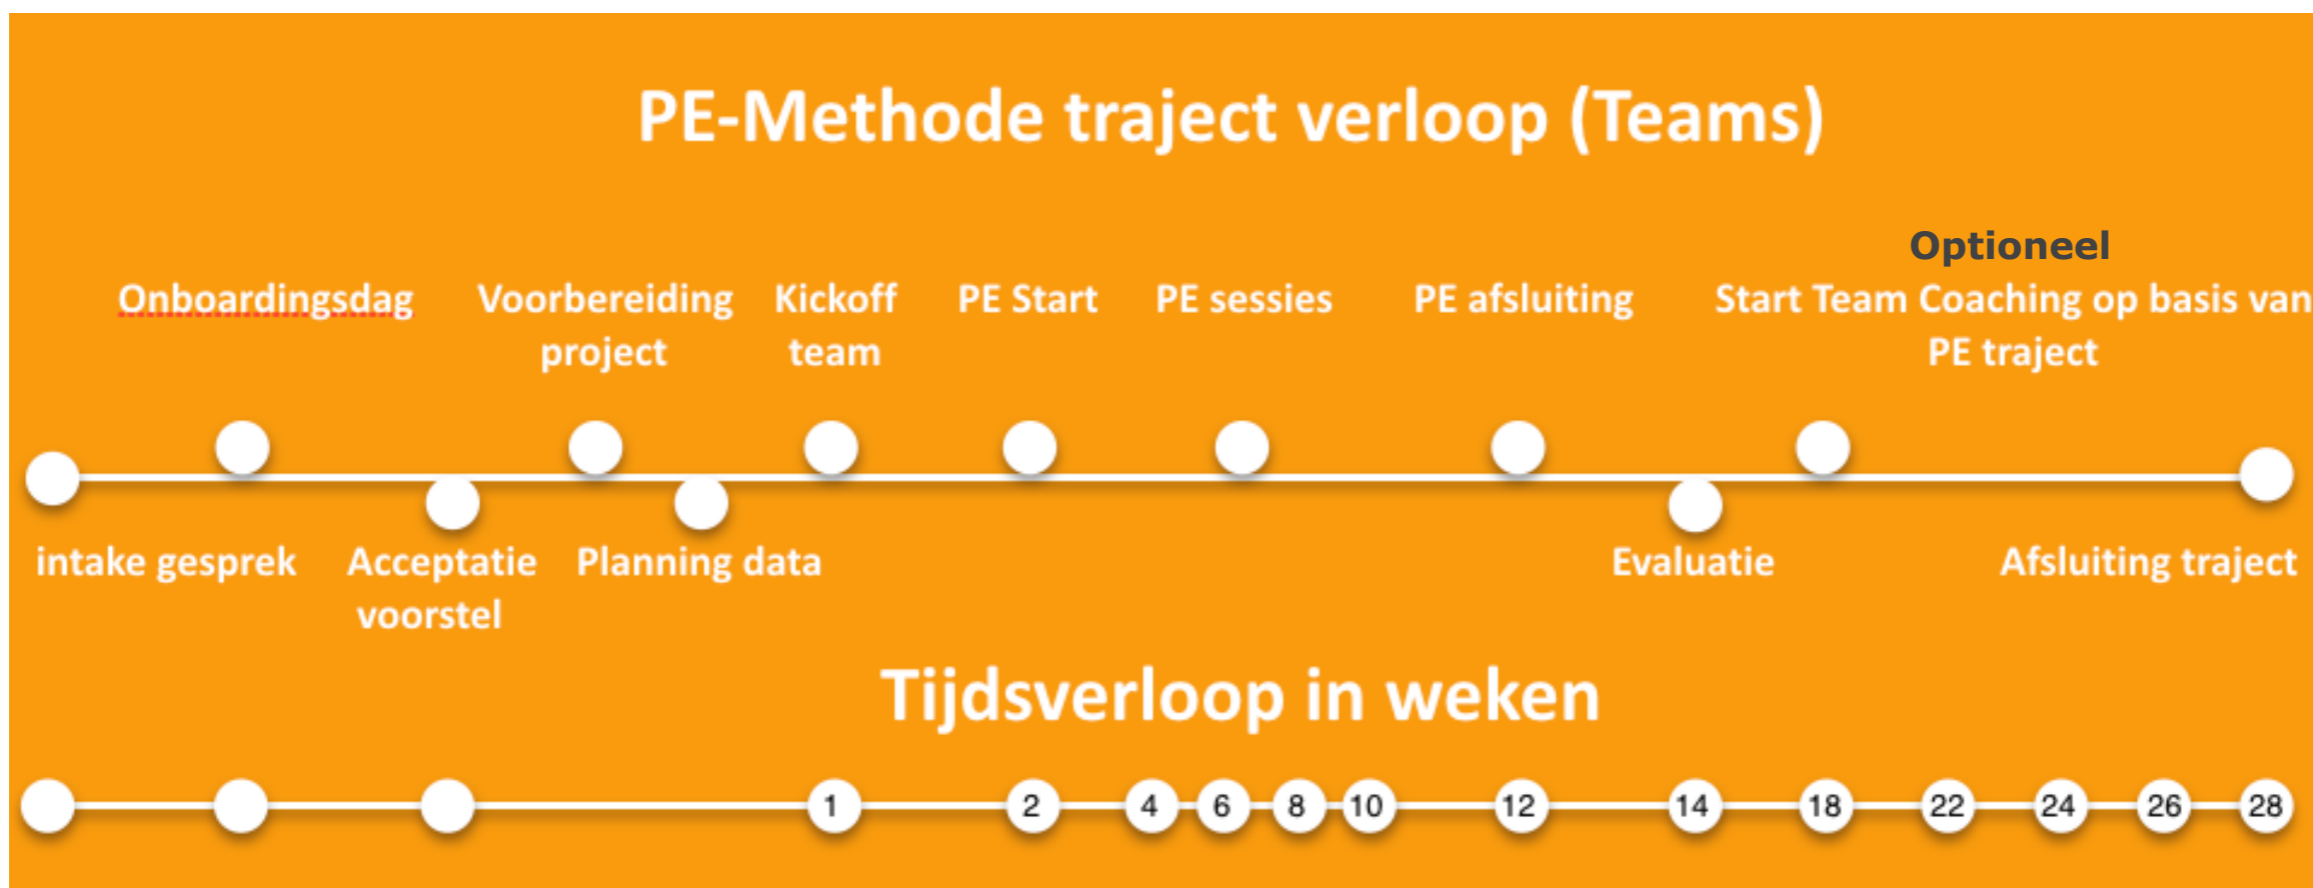 PE-Methode traject verloop (Teams)
Optioneel
Onboardingsdag
Voorbereiding
project
Kickoff
team
PE Start
PE sessies
PE afsluiting
Start Team Coaching op basis van
PE traject
intake gesprek
Acceptatie
voorstel
Planning data
Evaluatie
Afsluiting traject
Tijdsverloop in weken
1 2 4 6 8 10 12 14 18 22 24 26 28